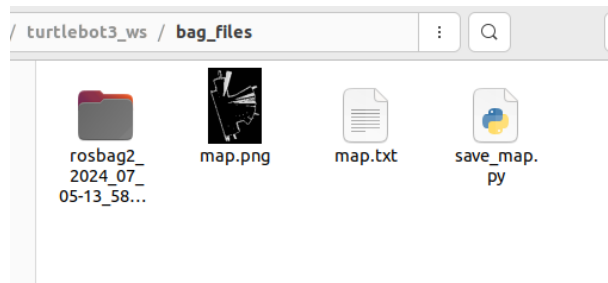 / turtlebot3_ws / bag_files
rosbag2_
2024_07_
05-13_58...
map.png
map.txt
save_map.
py